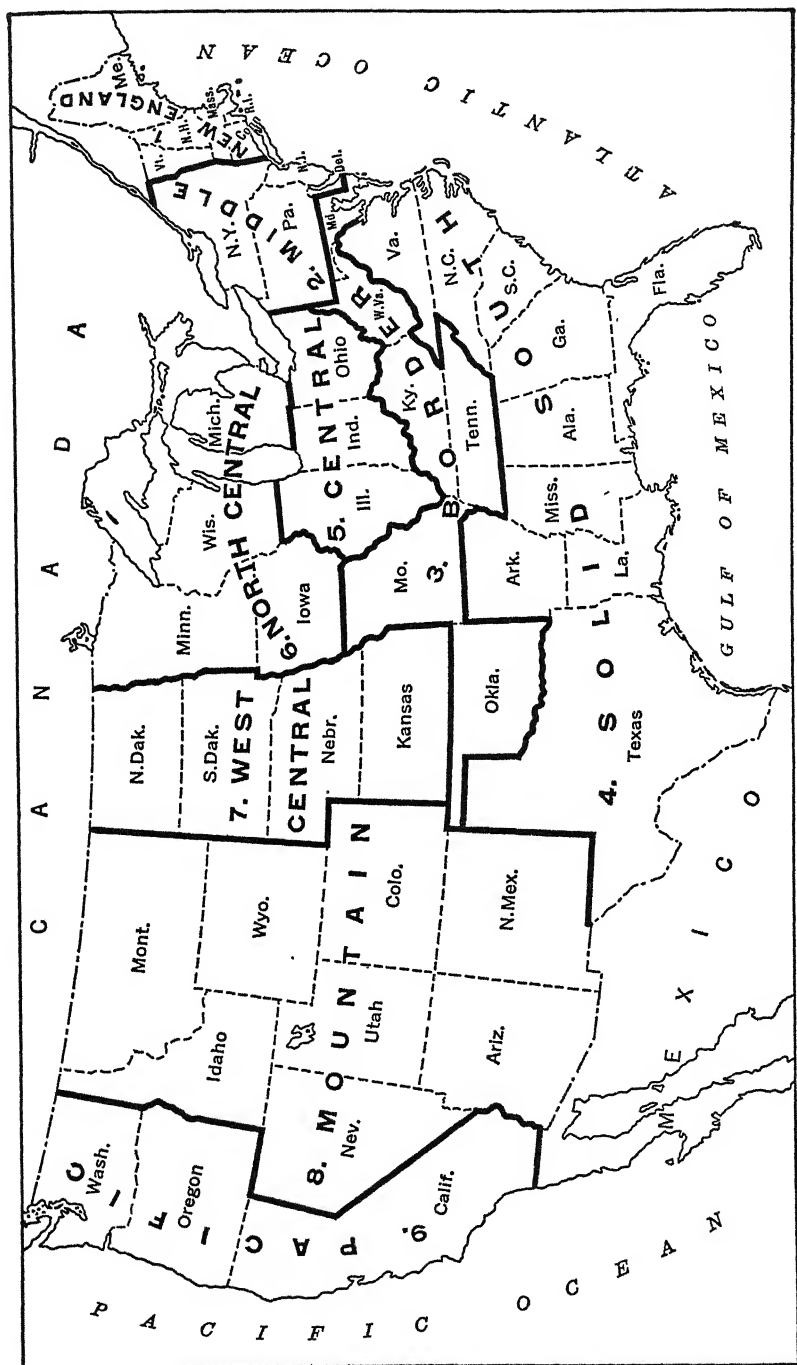 CANADA
PACIFIC OCEAN
ATLANTIC OCEAN
GULF OF MEXICO
MEXICO
1 NEW ENGLAND
Me.
Vt.
N.H.
Mass.
R.I.
2. MIDDLE
N.Y.
Pa.
N.J.
Del.
3. BORDER
Md.
W.Va.
Ky.
Tenn.
Mo.
Okla.
4. SOLID SOUTH
Va.
N.C.
S.C.
Ga.
Fla.
Ala.
Miss.
La.
Ark.
Texas
5. CENTRAL
Ohio
Ind.
Ill.
6. NORTH CENTRAL
Mich.
Wis.
Minn.
Iowa
7. WEST CENTRAL
N.Dak.
S.Dak.
Nebr.
Kansas
8. MOUNTAIN
Mont.
Idaho
Wyo.
Nev.
Utah
Colo.
Ariz.
N.Mex.
9. PACIFIC
Wash.
Oregon
Calif.